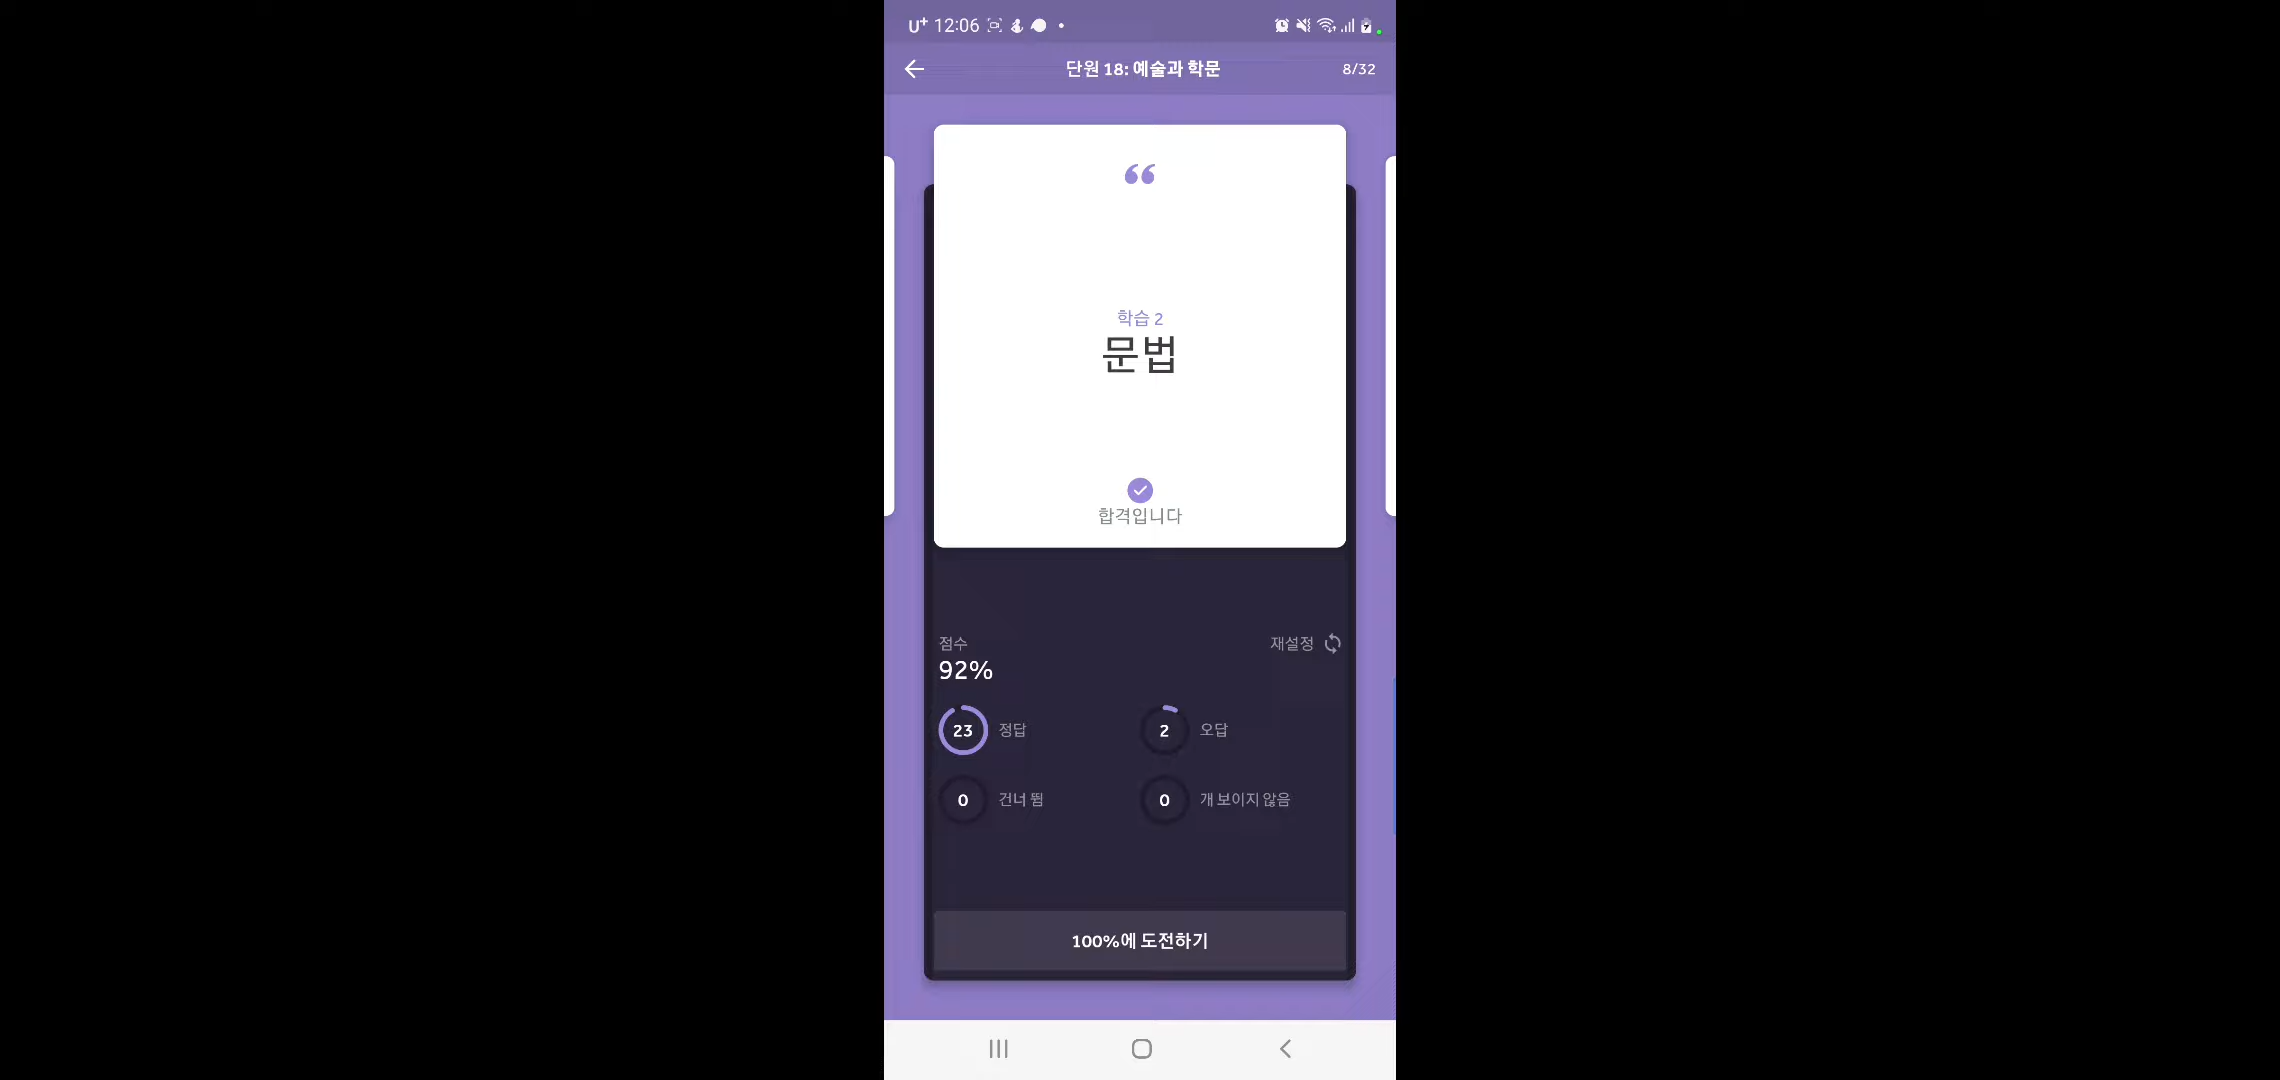 U+ 12:06
단원 18: 예술과 학문
8/32
학습 2
문법
합격입니다
점수
재설정
92%
23 정답
2 오답
0 건너 뜀
0 개 보이지 않음
100%에 도전하기